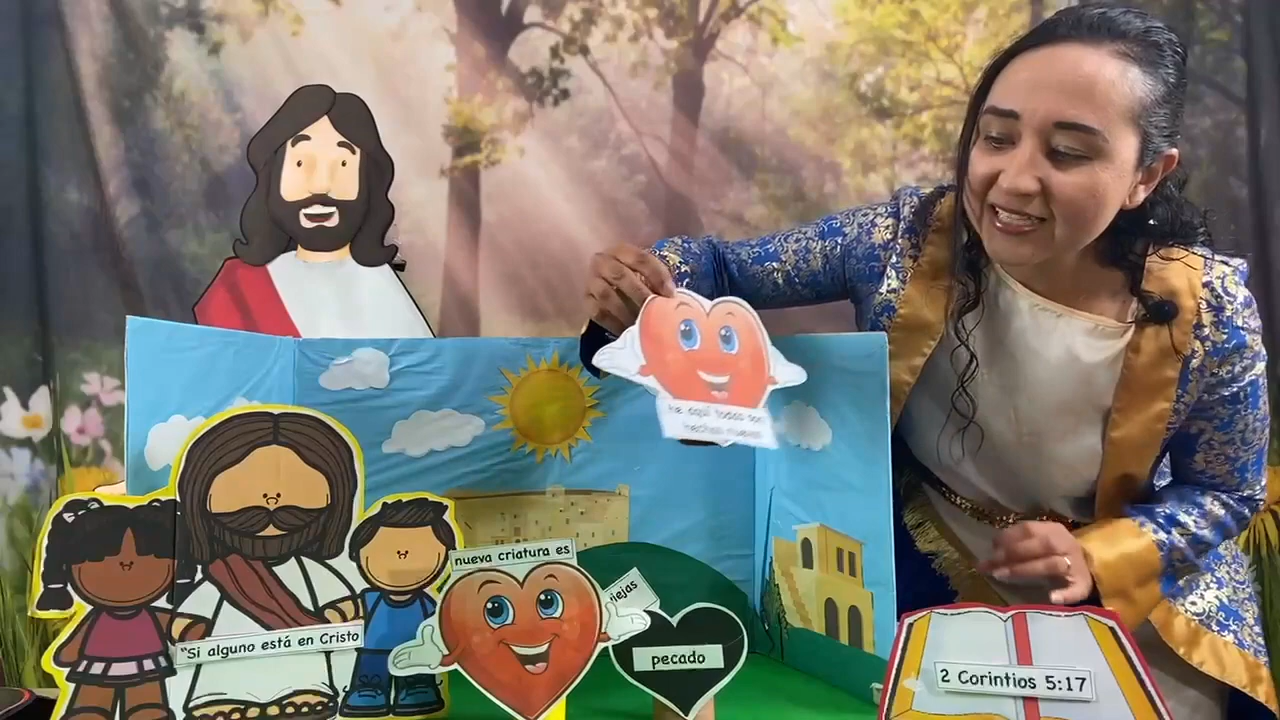 he aquí todas son
hechas nuevas
nueva criatura es
viejas
"Si alguno está en Cristo
pecado
2 Corintios 5:17